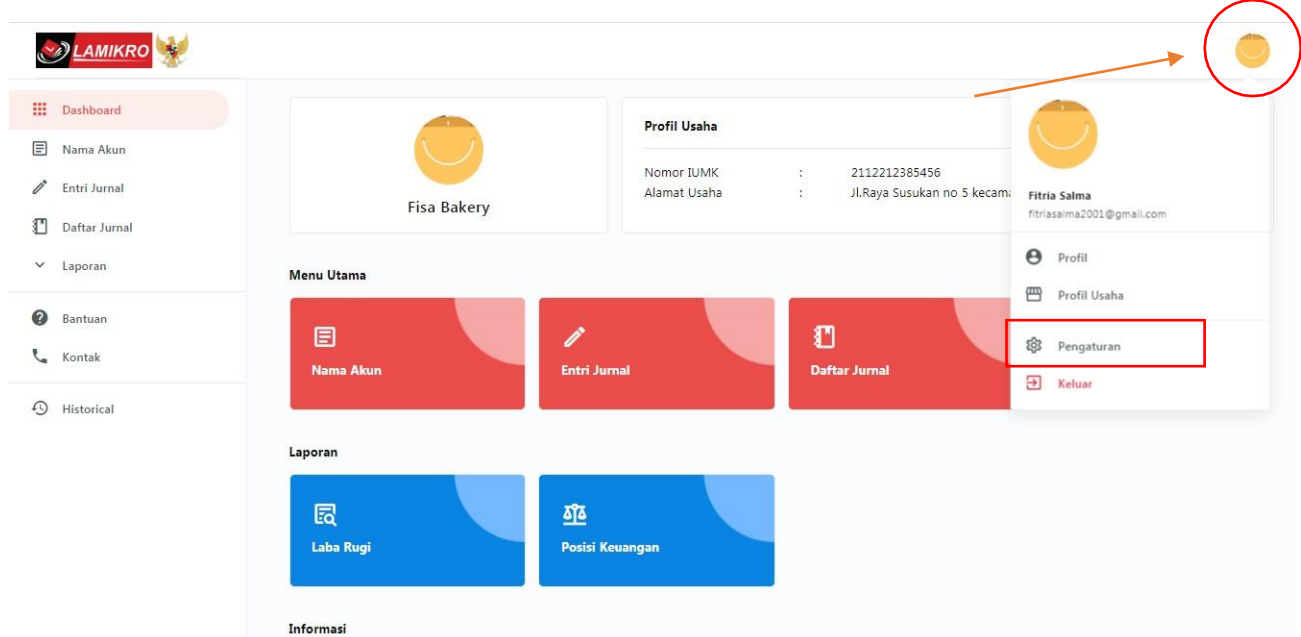 LAMIKRO
Dashboard
Nama Akun
Entri Jurnal
Daftar Jurnal
Laporan
Bantuan
Kontak
Historical
Fisa Bakery
Profil Usaha
Nomor IUMK : 2112212385456
Alamat Usaha : Jl.Raya Susukan no 5 kecama
Fitria Salma
fitriasalma2001@gmail.com
Profil
Profil Usaha
Pengaturan
Keluar
Menu Utama
Nama Akun
Entri Jurnal
Daftar Jurnal
Laporan
Laba Rugi
Posisi Keuangan
Informasi